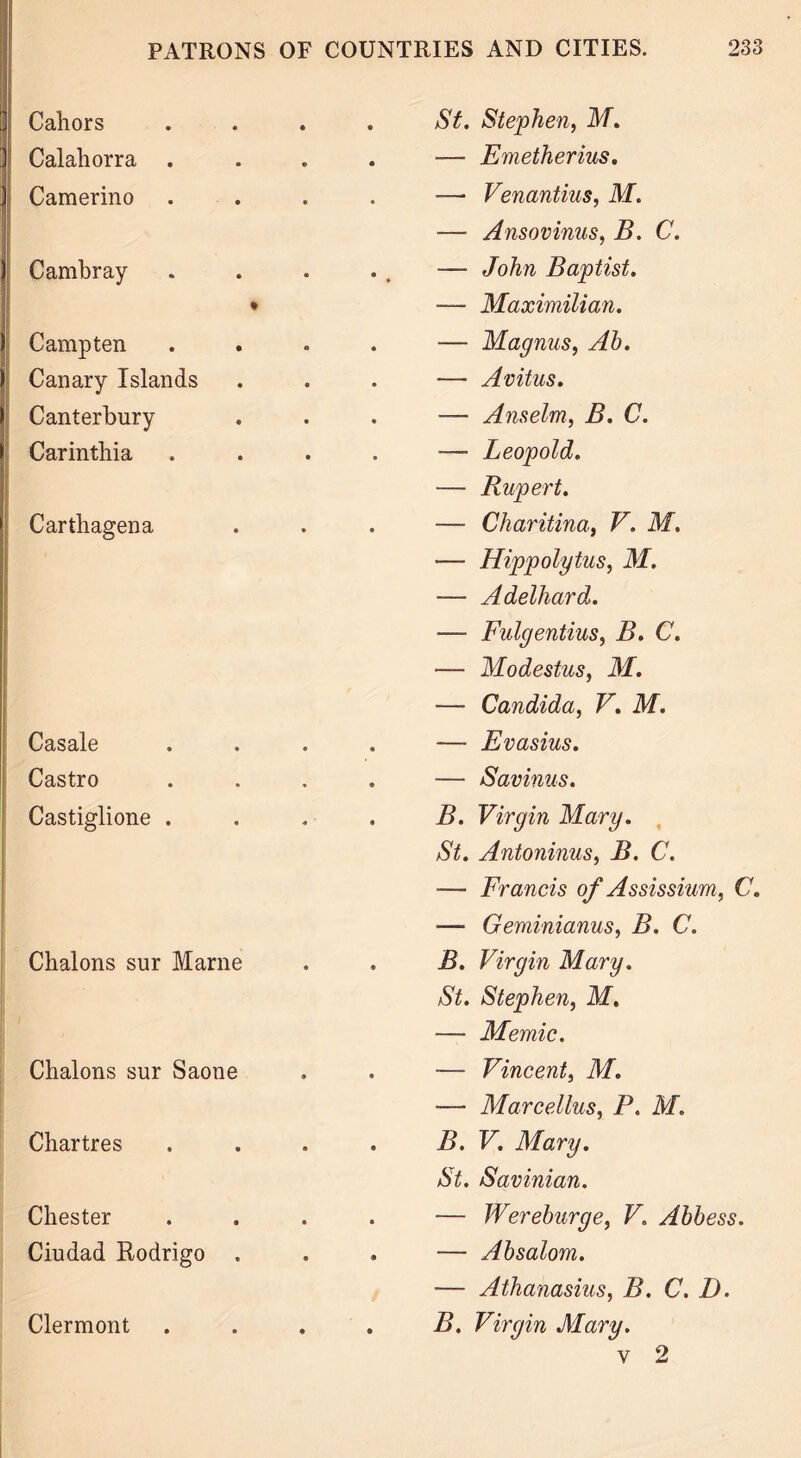 PATRONS OF COUNTRIES AND CITIES. 233
Cahors . . . . St. Stephen, M.
Calahorra . . . . — Emetherius.
Camerino . . . . — Venantius, M.
— Ansovinus, B. C.
Cambray . . . . — John Baptist.
— Maximilian.
Campten . . . . — Magnus, Ab.
Canary Islands . . . — Avitus.
Canterbury . . . — Anselm, B. C.
Carinthia . . . . — Leopold.
— Rupert.
Carthagena . . . — Charitina, V. M.
— Hippolytus, M.
— Adelhard.
— Fulgentius, B. C.
— Modestus, M.
— Candida, V. M.
Casale . . . . — Evasius.
Castro . . . . — Savinus.
Castiglione . . . . B. Virgin Mary.
St. Antoninus, B. C.
— Francis of Assissium, C.
— Geminianus, B. C.
Chalons sur Marne . . B. Virgin Mary.
St. Stephen, M.
— Memic.
Chalons sur Saone . . — Vincent, M.
— Marcellus, P. M.
Chartres . . . . B. V. Mary.
St. Savinian.
Chester . . . . — Wereburge, V. Abbess.
Ciudad Rodrigo . . . — Absalom.
— Athanasius, B. C. D.
Clermont . . . . B. Virgin Mary.
V 2